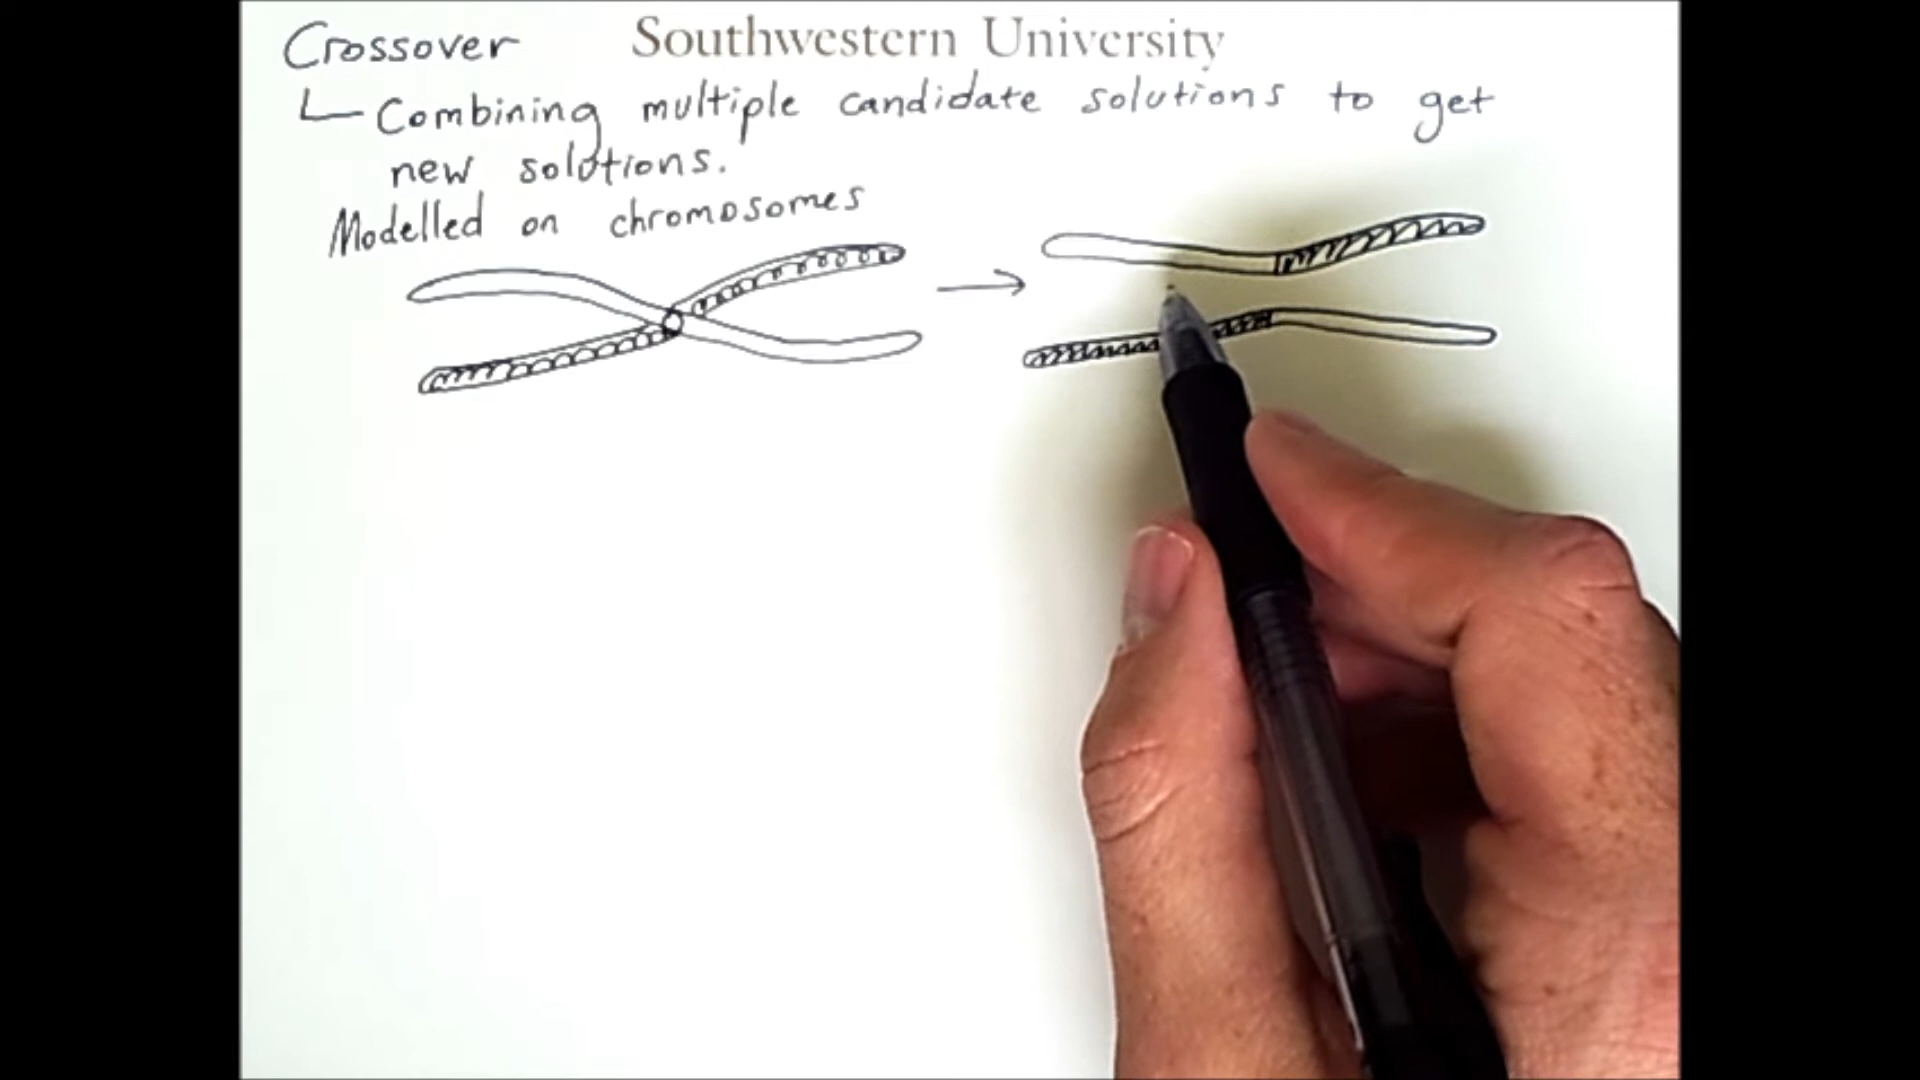 Crossover Southwestern University
Combining multiple candidate solutions to get
new solutions.
Modelled on chromosomes